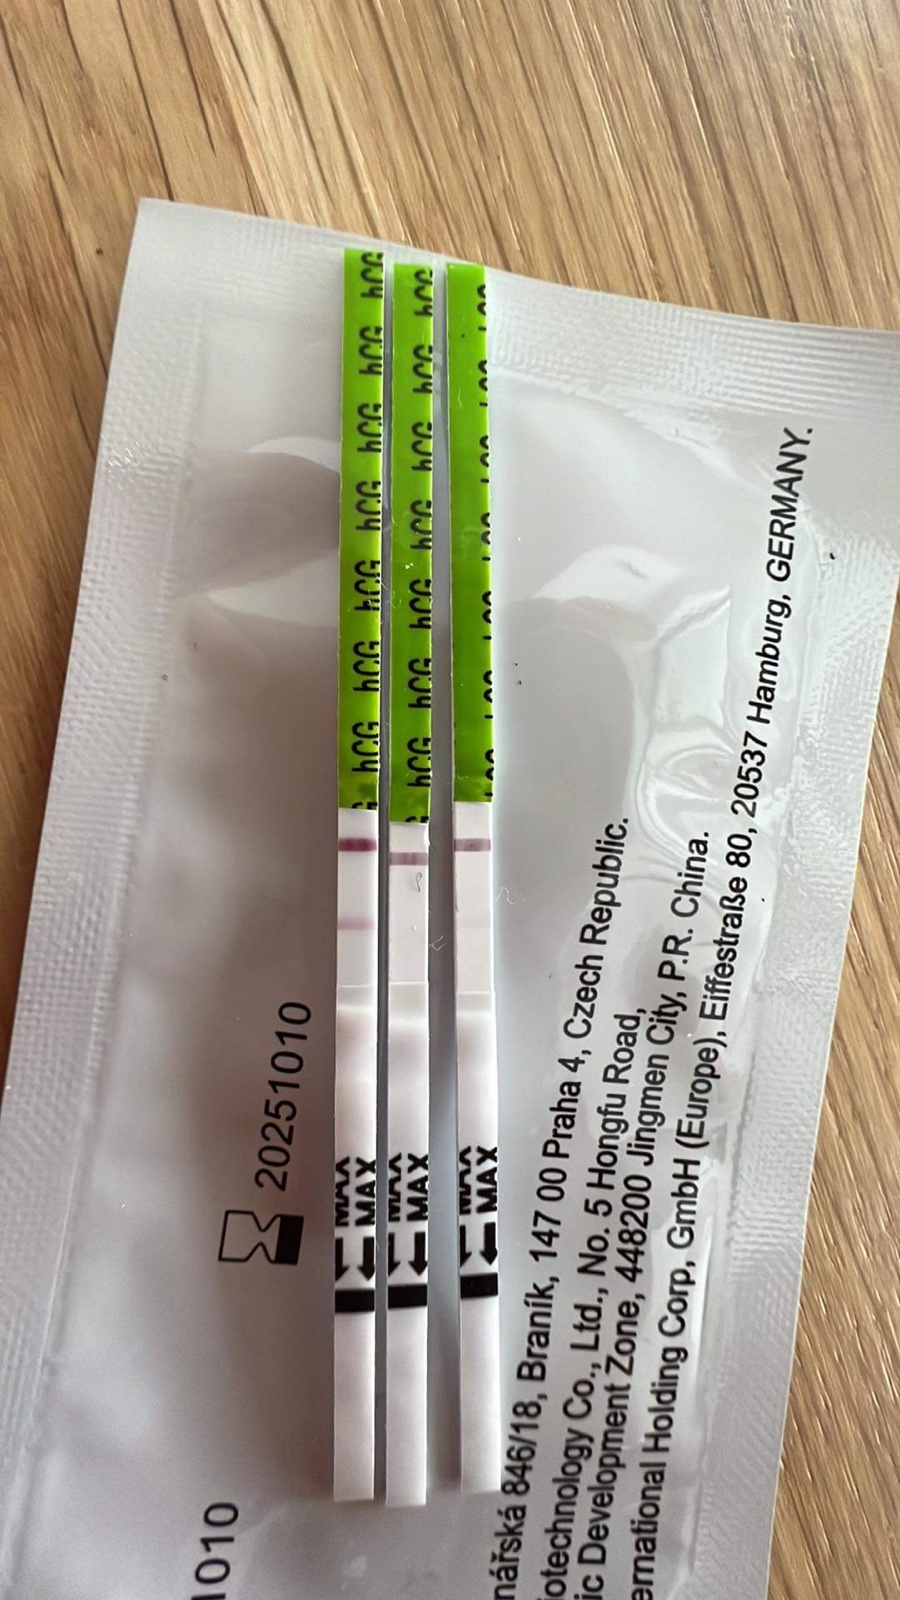 hCG hCG hCG hCG hCG hCG hCG
hCG hCG hCG hCG hCG hCG hCG
MAX
MAX
MAX
MAX
MAX
MAX
20251010
1010
nářská 846/18, Braník, 147 00 Praha 4, Czech Republic.
iotechnology Co., Ltd., No. 5 Hongfu Road,
ic Development Zone, 448200 Jingmen City, P.R. China.
ernational Holding Corp, GmbH (Europe), Eiffestraße 80, 20537 Hamburg, GERMANY.